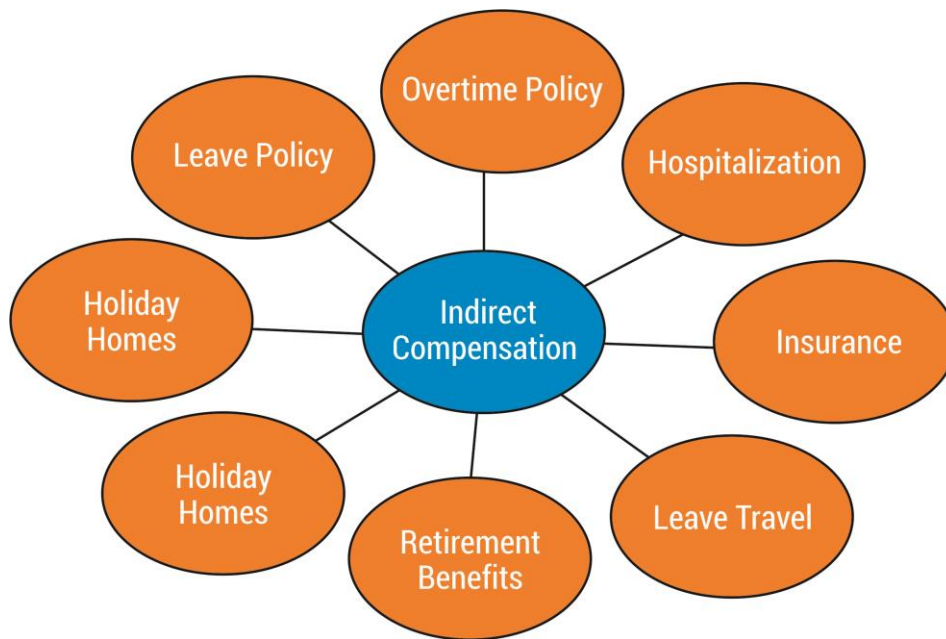 Overtime Policy
Leave Policy
Hospitalization
Holiday
Homes
Indirect
Compensation
Insurance
Holiday
Homes
Retirement
Benefits
Leave Travel